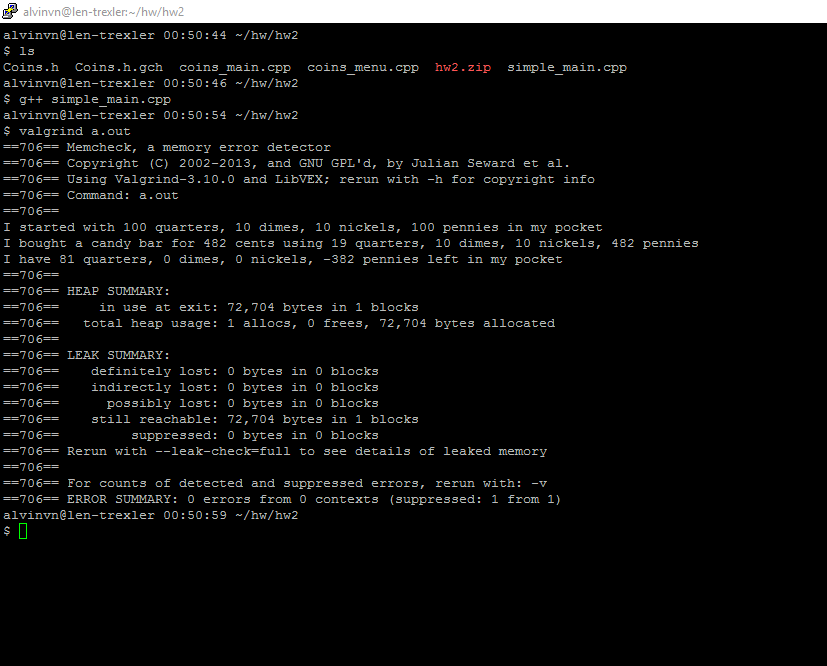 alvinvn@len-trexler:~/hw/hw2
alvinvn@len-trexler 00:50:44 ~/hw/hw2
$ ls
Coins.h  Coins.h.gch  coins_main.cpp  coins_menu.cpp  hw2.zip  simple_main.cpp
alvinvn@len-trexler 00:50:46 ~/hw/hw2
$ g++ simple_main.cpp
alvinvn@len-trexler 00:50:54 ~/hw/hw2
$ valgrind a.out
==706== Memcheck, a memory error detector
==706== Copyright (C) 2002-2013, and GNU GPL'd, by Julian Seward et al.
==706== Using Valgrind-3.10.0 and LibVEX; rerun with -h for copyright info
==706== Command: a.out
==706==
I started with 100 quarters, 10 dimes, 10 nickels, 100 pennies in my pocket
I bought a candy bar for 482 cents using 19 quarters, 10 dimes, 10 nickels, 482 pennies
I have 81 quarters, 0 dimes, 0 nickels, -382 pennies left in my pocket
==706==
==706== HEAP SUMMARY:
==706==     in use at exit: 72,704 bytes in 1 blocks
==706==   total heap usage: 1 allocs, 0 frees, 72,704 bytes allocated
==706==
==706== LEAK SUMMARY:
==706==    definitely lost: 0 bytes in 0 blocks
==706==    indirectly lost: 0 bytes in 0 blocks
==706==      possibly lost: 0 bytes in 0 blocks
==706==    still reachable: 72,704 bytes in 1 blocks
==706==         suppressed: 0 bytes in 0 blocks
==706== Rerun with --leak-check=full to see details of leaked memory
==706==
==706== For counts of detected and suppressed errors, rerun with: -v
==706== ERROR SUMMARY: 0 errors from 0 contexts (suppressed: 1 from 1)
alvinvn@len-trexler 00:50:59 ~/hw/hw2
$